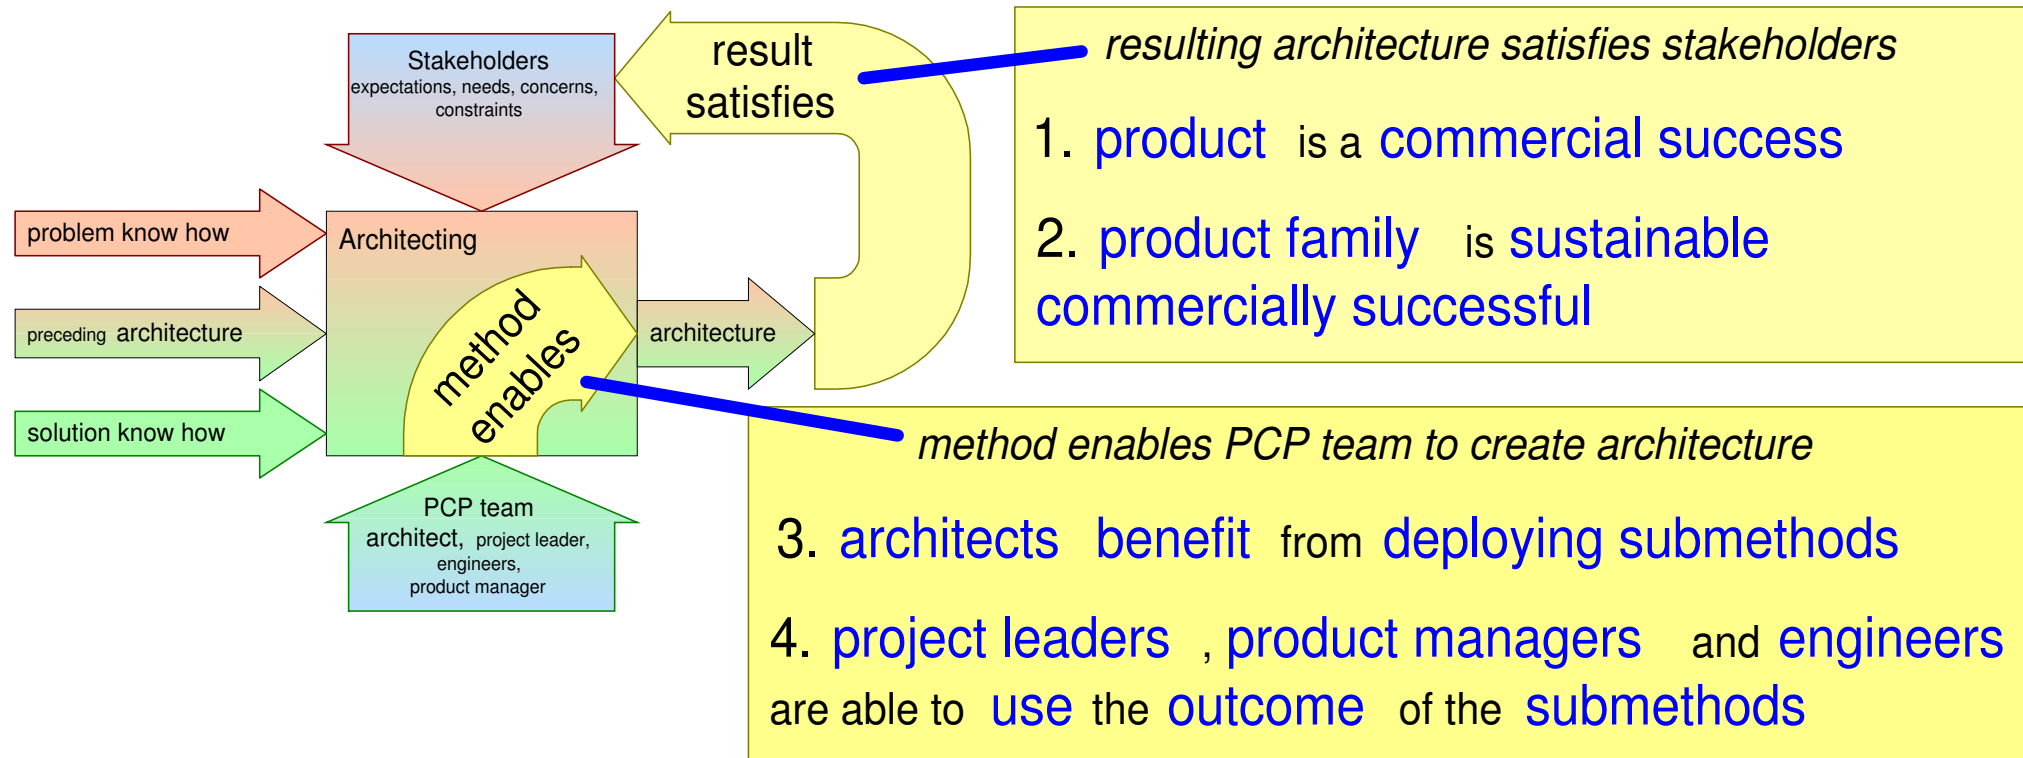 Stakeholders
expectations, needs, concerns,
constraints
result
satisfies
problem know how
preceding architecture
solution know how
Architecting
method
enables
architecture
PCP team
architect, project leader,
engineers,
product manager
resulting architecture satisfies stakeholders
1. product is a commercial success
2. product family is sustainable
commercially successful
method enables PCP team to create architecture
3. architects benefit from deploying submethods
4. project leaders , product managers and engineers
are able to use the outcome of the submethods